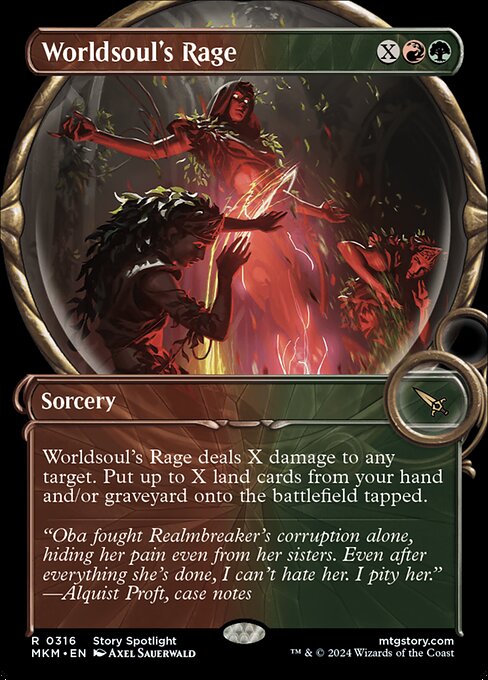 Worldsoul's Rage X
Sorcery
Worldsoul's Rage deals X damage to any
target. Put up to X land cards from your hand
and/or graveyard onto the battlefield tapped.
“Oba fought Realmbreaker's corruption alone,
hiding her pain even from her sisters. Even after
everything she's done, I can't hate her. I pity her.”
—Alquist Proft, case notes
R 0316 Story Spotlight mtgstory.com
MKM • EN Axel Sauerwald ™ & © 2024 Wizards of the Coast